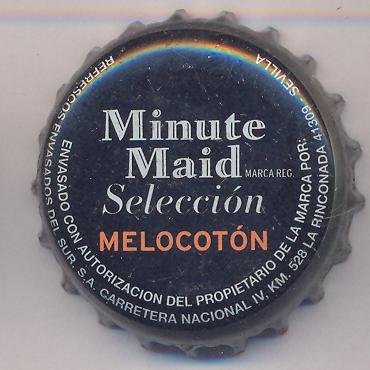 Minute
Maid
MARCA REG.
Selección
MELOCOTÓN
ENVASADO CON AUTORIZACION DEL PROPIETARIO DE LA MARCA POR:
REFRESCOS ENVASADOS DEL SUR, S.A. CARRETERA NACIONAL IV, KM. 528 LA RINCONADA 41309 SEVILLA